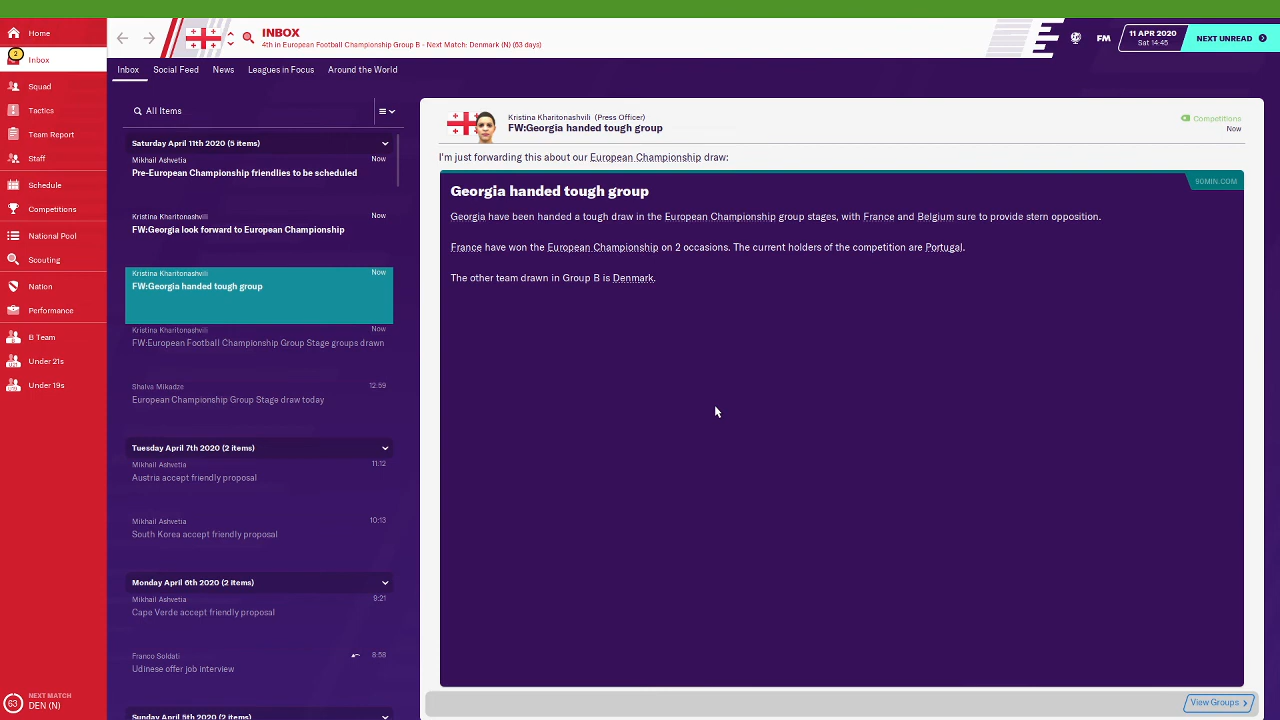 Home
2
Inbox
Squad
Tactics
Team Report
Staff
Schedule
Competitions
National Pool
Scouting
Nation
Performance
B Team
Under 21s
Under 19s
63
NEXT MATCH
DEN (N)
INBOX
4th in European Football Championship Group B - Next Match: Denmark (N) (63 days)
FM
11 APR 2020
Sat 14:45
NEXT UNREAD
Inbox Social Feed News Leagues in Focus Around the World
All Items
Saturday April 11th 2020 (5 items)
Mikhail Ashvetia Now
Pre-European Championship friendlies to be scheduled
Kristina Kharitonashvili Now
FW:Georgia look forward to European Championship
Kristina Kharitonashvili Now
FW:Georgia handed tough group
Kristina Kharitonashvili Now
FW:European Football Championship Group Stage groups drawn
Shalva Mikadze 12:59
European Championship Group Stage draw today
Tuesday April 7th 2020 (2 items)
Mikhail Ashvetia 11:12
Austria accept friendly proposal
Mikhail Ashvetia 10:13
South Korea accept friendly proposal
Monday April 6th 2020 (2 items)
Mikhail Ashvetia 9:21
Cape Verde accept friendly proposal
Franco Soldati 8:58
Udinese offer job interview
Sunday April 5th 2020 (2 items)
Kristina Kharitonashvili (Press Officer)
FW:Georgia handed tough group
Competitions
Now
I'm just forwarding this about our European Championship draw:
90MIN.COM
Georgia handed tough group
Georgia have been handed a tough draw in the European Championship group stages, with France and Belgium sure to provide stern opposition.
France have won the European Championship on 2 occasions. The current holders of the competition are Portugal.
The other team drawn in Group B is Denmark.
View Groups